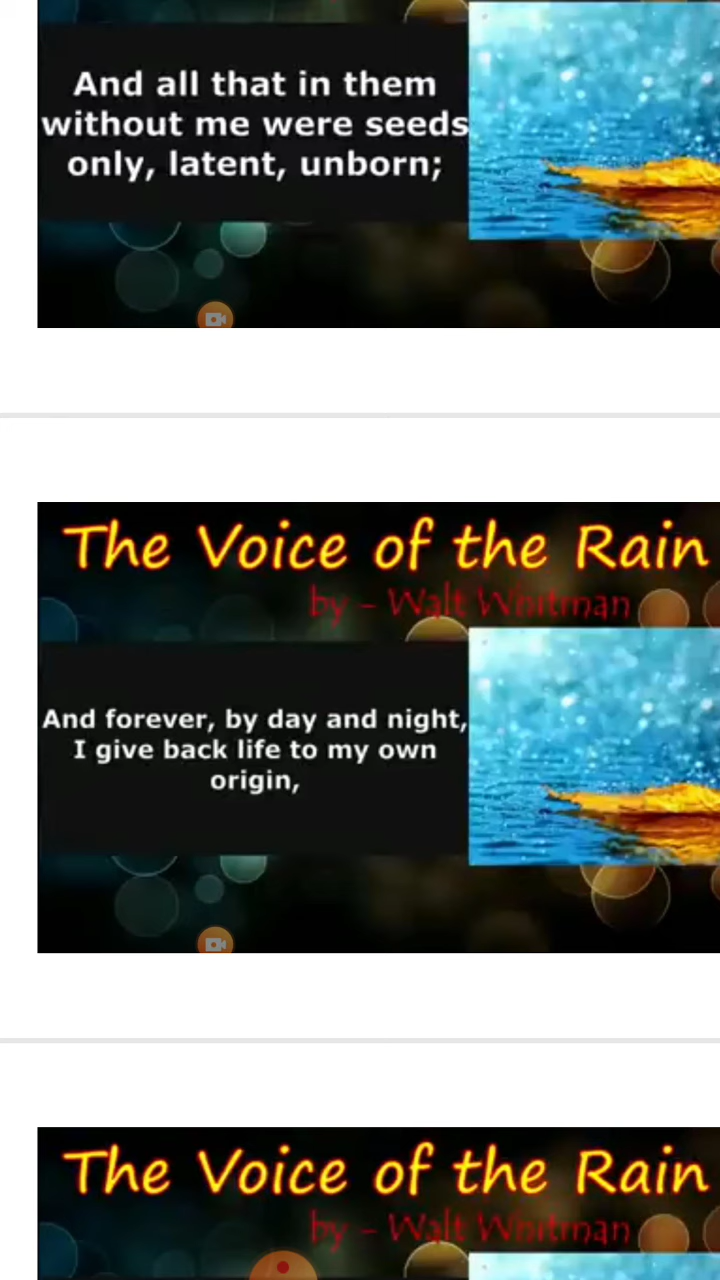 And all that in them
without me were seeds
only, latent, unborn;
The Voice of the Rain
by - Walt Whitman
And forever, by day and night,
I give back life to my own
origin,
The Voice of the Rain
by - Walt Whitman